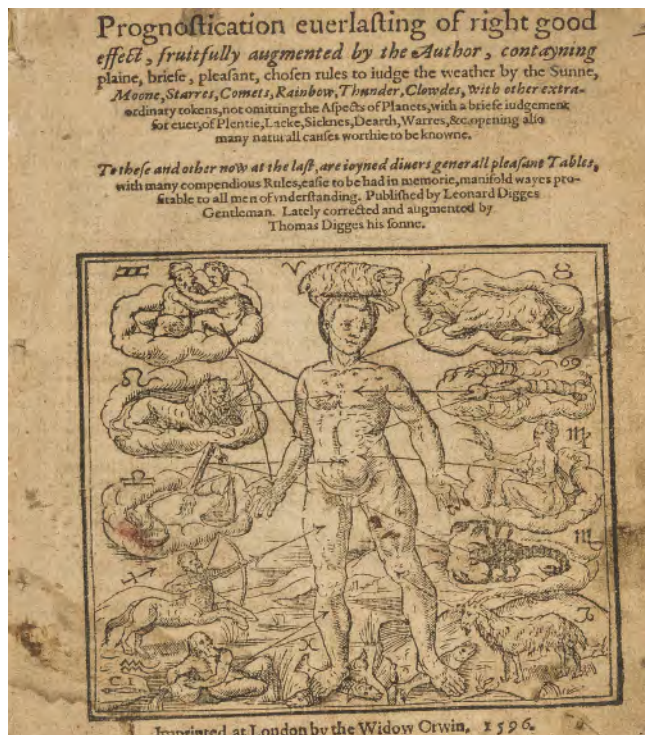 Prognoſtication euerlaſting of right good
effect, fruitfully augmented by the Author, contayning
plaine, briefe, pleaſant, choſen rules to iudge the weather by the Sunne,
Moone, Starres, Comets, Rainbow, Thunder, Clowdes, with other extra-
ordinary tokens, not omitting the Aſpects of Planets, with a briefe iudgement
for euer, of Plentie, Lacke, Sicknes, Dearth, Warres, &c. opening alſo
many naturall cauſes worthie to be knowne.
To theſe and other now at the laſt, are ioyned diuers generall pleaſant Tables,
with many compendious Rules, eaſie to be had in memorie, manifold wayes pro-
fitable to all men of vnderſtanding. Publiſhed by Leonard Digges
Gentleman. Lately corrected and augmented by
Thomas Digges his ſonne.
♊ ♈ ♉
♌ ♋
♎ ♍
♏
♐ ♑
♒ ♓
C I
Imprinted at London by the Widow Orwin. 1596.